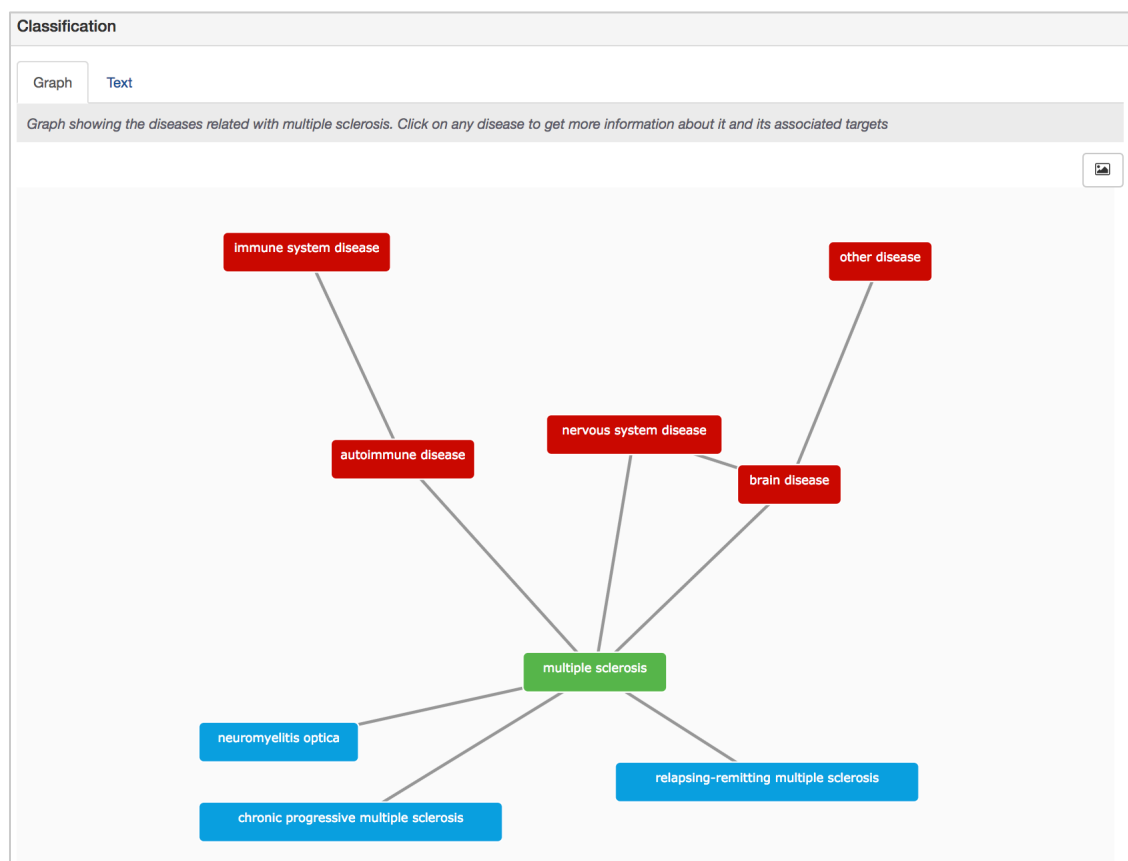 Classification
Graph Text
Graph showing the diseases related with multiple sclerosis. Click on any disease to get more information about it and its associated targets
immune system disease
other disease
nervous system disease
autoimmune disease
brain disease
multiple sclerosis
neuromyelitis optica
relapsing-remitting multiple sclerosis
chronic progressive multiple sclerosis